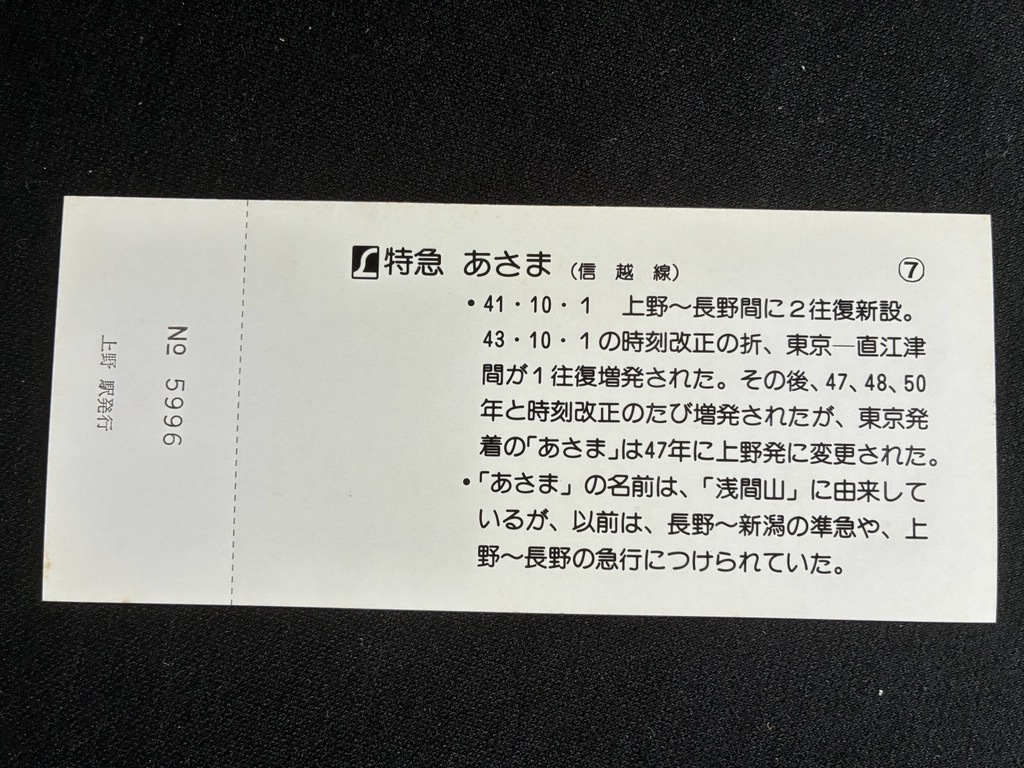 特急 あさま (信越線) ⑦
・41・10・1 上野〜長野間に2往復新設。
43・10・1の時刻改正の折、東京―直江津
間が1往復増発された。その後、47、48、50
年と時刻改正のたび増発されたが、東京発
着の「あさま」は47年に上野発に変更された。
・「あさま」の名前は、「浅間山」に由来して
いるが、以前は、長野〜新潟の準急や、上
野〜長野の急行につけられていた。
№ 5996
上野駅発行